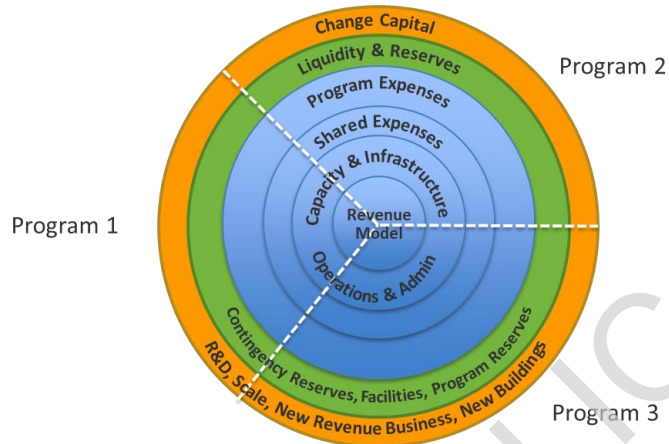 Change Capital
Liquidity & Reserves
Program Expenses
Shared Expenses
Capacity & Infrastructure
Revenue
Model
Operations & Admin
Contingency Reserves, Facilities, Program Reserves
R&D, Scale, New Revenue Business, New Buildings
Program 1
Program 2
Program 3
LIC